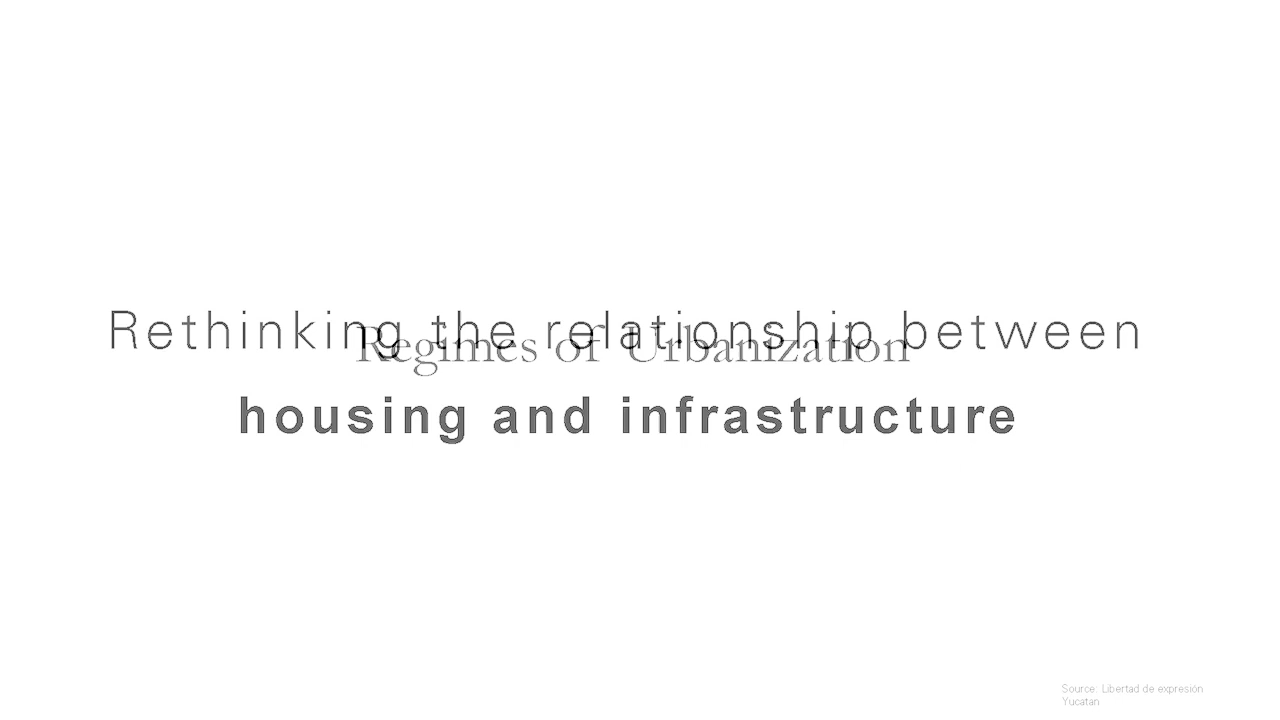 Rethinking the relationship between
Regimes of Urbanization
housing and infrastructure
Source: Libertad de expresión
Yucatan